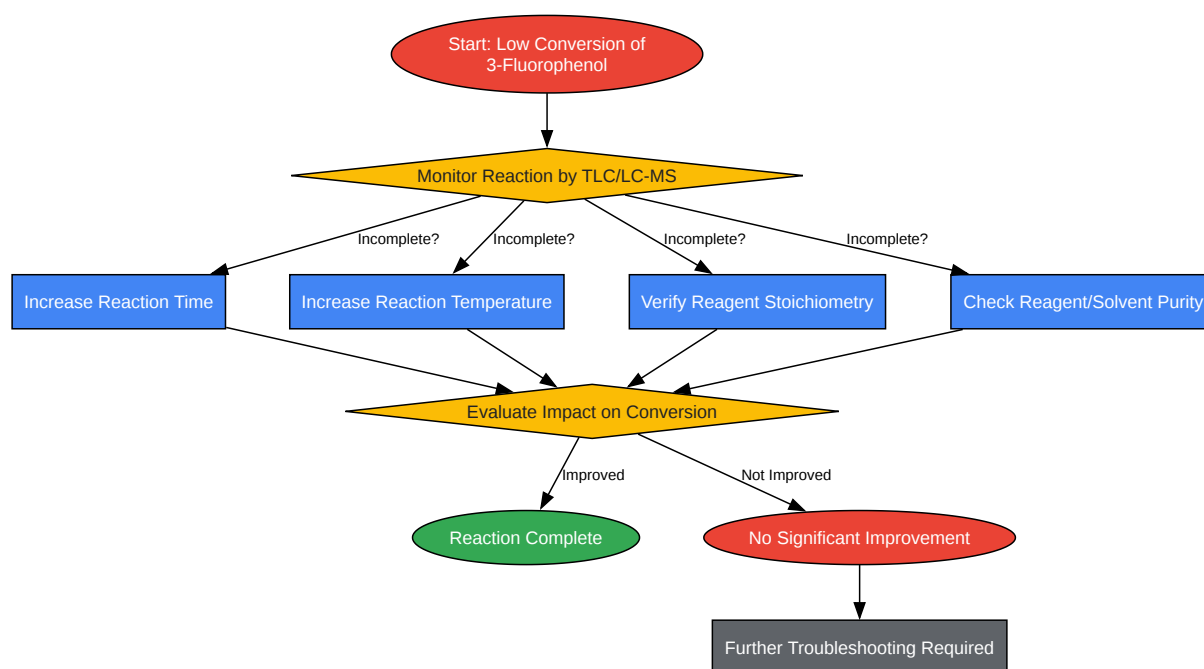 Start: Low Conversion of
3-Fluorophenol
Monitor Reaction by TLC/LC-MS
Incomplete?
Incomplete?
Incomplete?
Incomplete?
Increase Reaction Time
Increase Reaction Temperature
Verify Reagent Stoichiometry
Check Reagent/Solvent Purity
Evaluate Impact on Conversion
Improved
Not Improved
Reaction Complete
No Significant Improvement
Further Troubleshooting Required